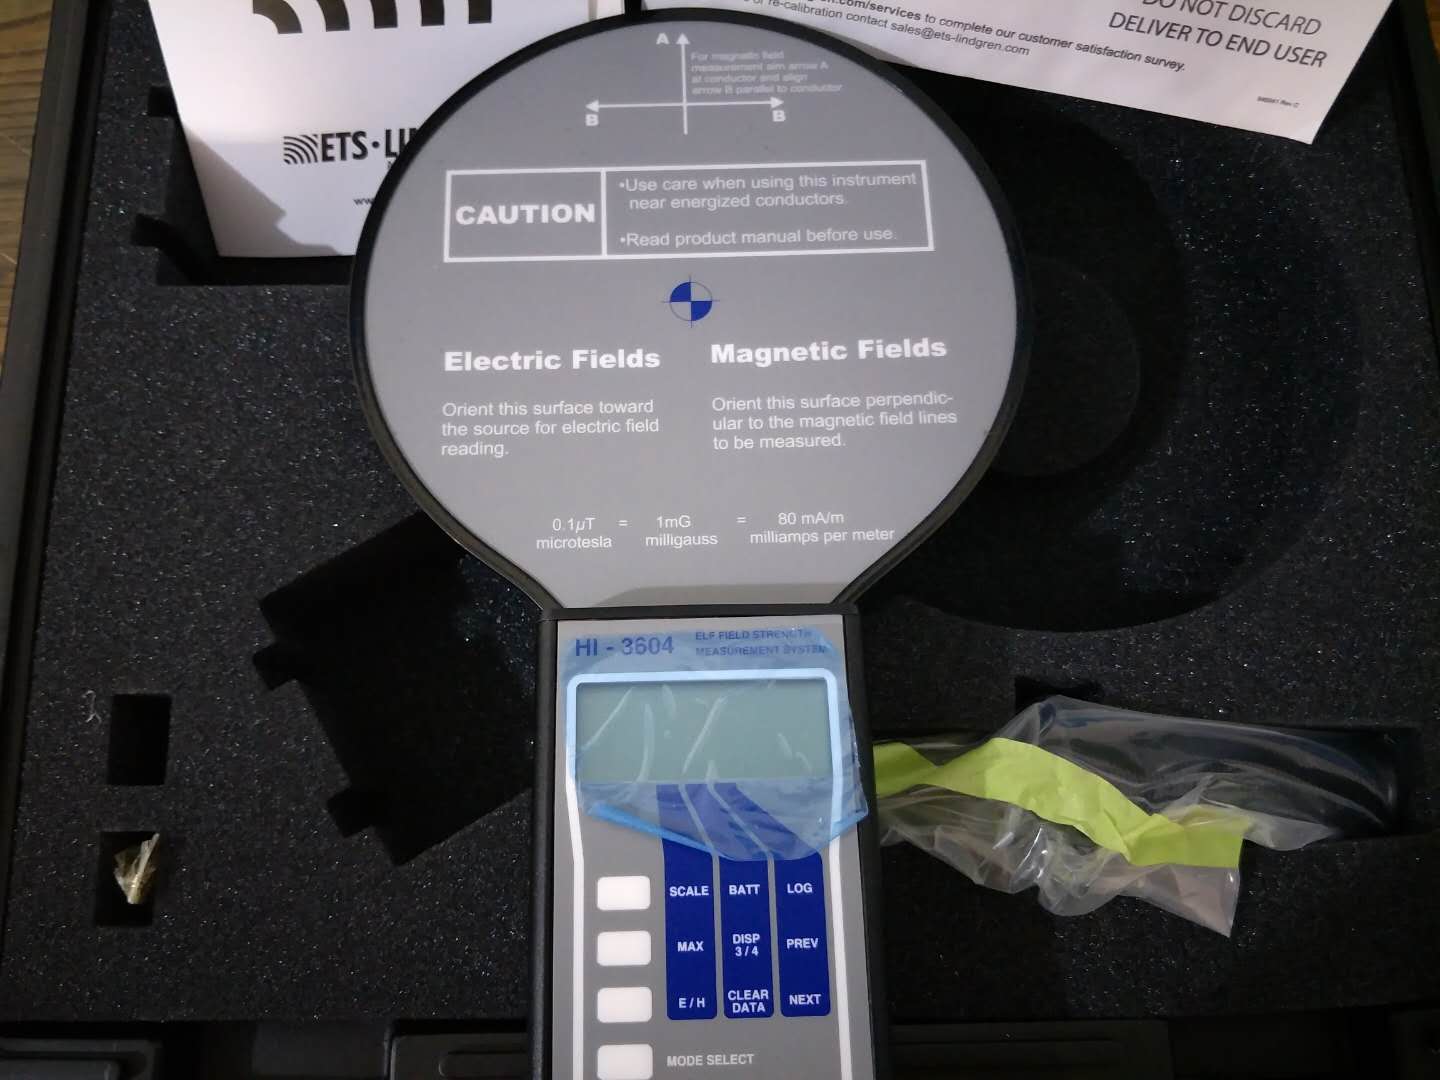 DO NOT DISCARD
DELIVER TO END USER
.com/services to complete our customer satisfaction survey.
or re-calibration contact sales@ets-lindgren.com
ETS·LI
A
For magnetic field
measurement aim arrow A
at conductor and align
arrow B parallel to conductor
B
B
CAUTION
•Use care when using this instrument
near energized conductors.
•Read product manual before use.
Electric Fields
Orient this surface toward
the source for electric field
reading.
Magnetic Fields
Orient this surface perpendic-
ular to the magnetic field lines
to be measured.
0.1µT = 1mG = 80 mA/m
microtesla milligauss milliamps per meter
HI - 3604
ELF FIELD STRENGTH
MEASUREMENT SYSTEM
SCALE BATT LOG
MAX DISP 3 / 4 PREV
E / H CLEAR DATA NEXT
MODE SELECT